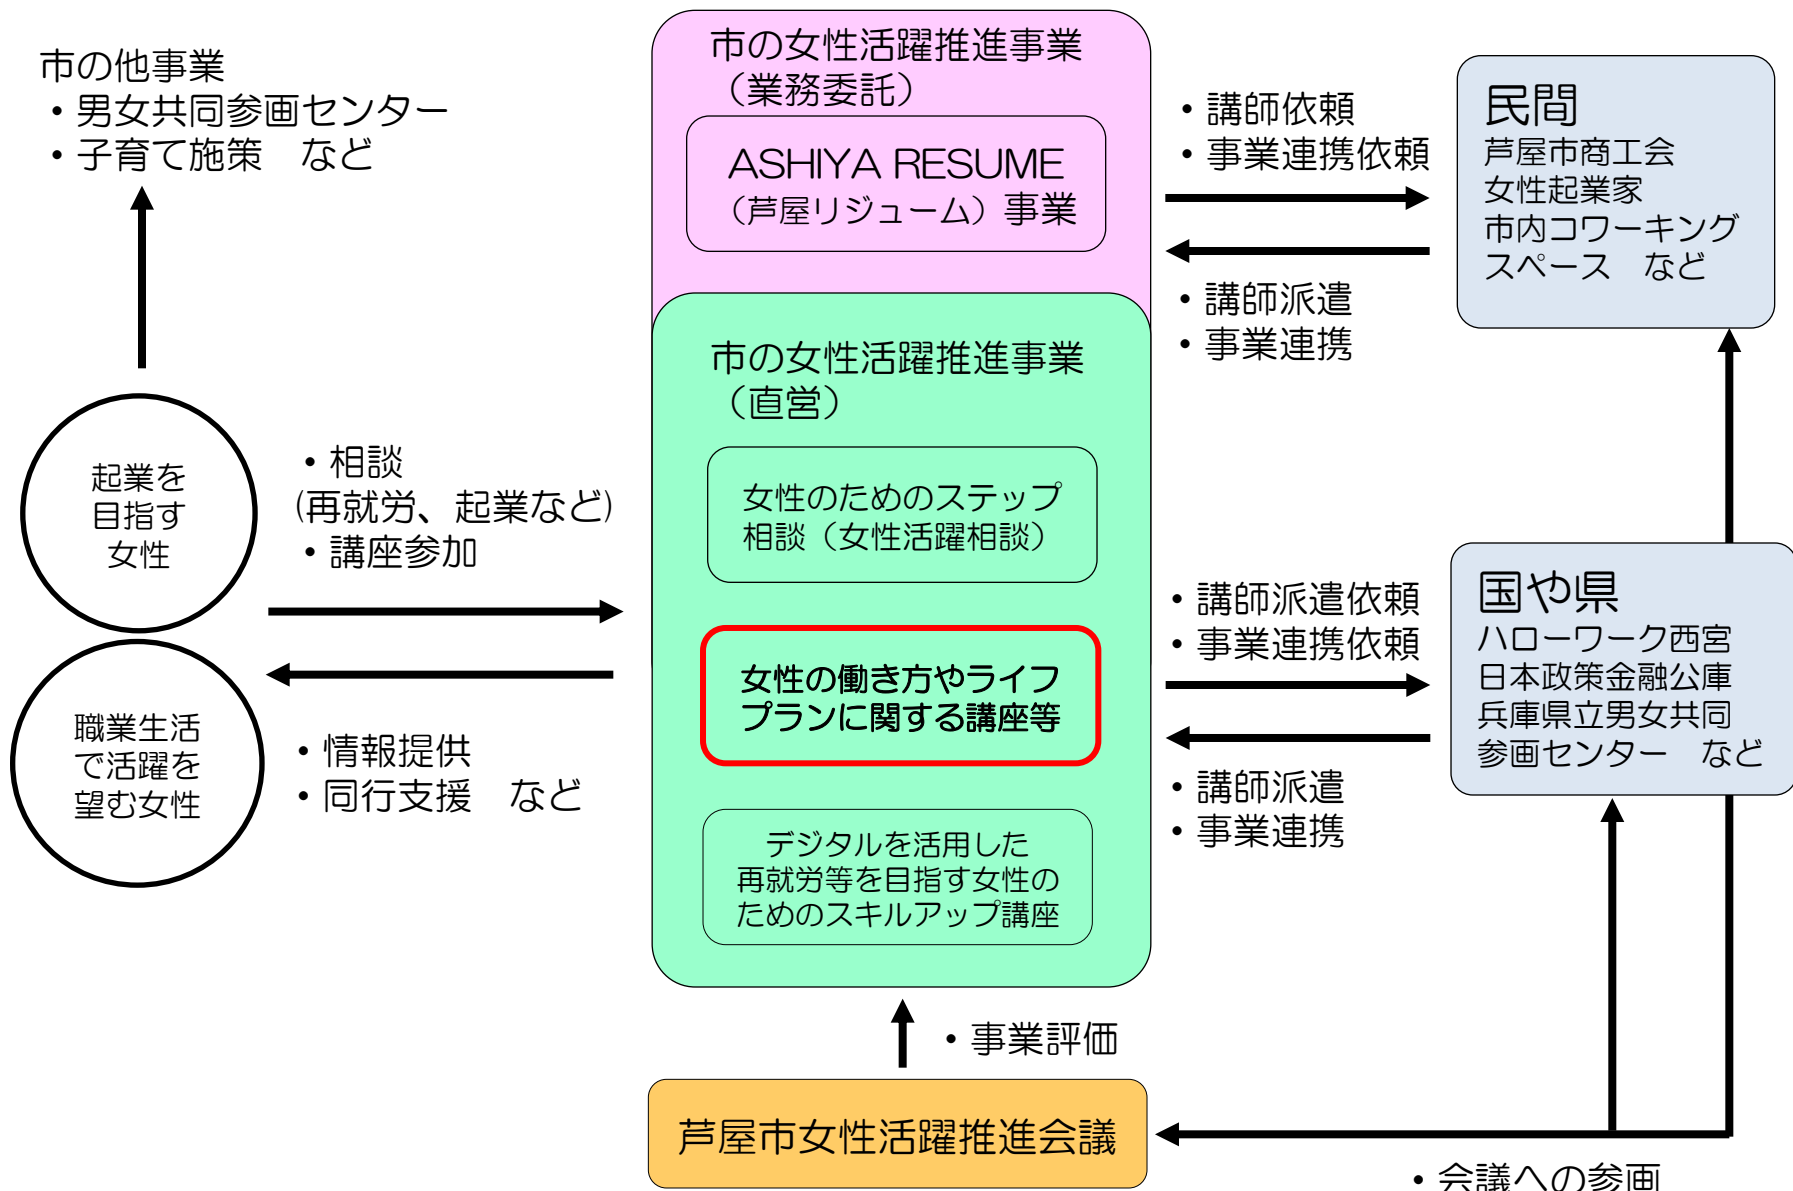 市の他事業
・男女共同参画センター
・子育て施策　など
起業を
目指す
女性
職業生活
で活躍を
望む女性
・相談
(再就労、起業など)
・講座参加
・情報提供
・同行支援　など
市の女性活躍推進事業
（業務委託）
ASHIYA RESUME
（芦屋リジューム）事業
市の女性活躍推進事業
（直営）
女性のためのステップ
相談（女性活躍相談）
女性の働き方やライフ
プランに関する講座等
デジタルを活用した
再就労等を目指す女性の
ためのスキルアップ講座
・事業評価
芦屋市女性活躍推進会議
・講師依頼
・事業連携依頼
・講師派遣
・事業連携
民間
芦屋市商工会
女性起業家
市内コワーキング
スペース　など
・講師派遣依頼
・事業連携依頼
・講師派遣
・事業連携
国や県
ハローワーク西宮
日本政策金融公庫
兵庫県立男女共同
参画センター　など
・会議への参画